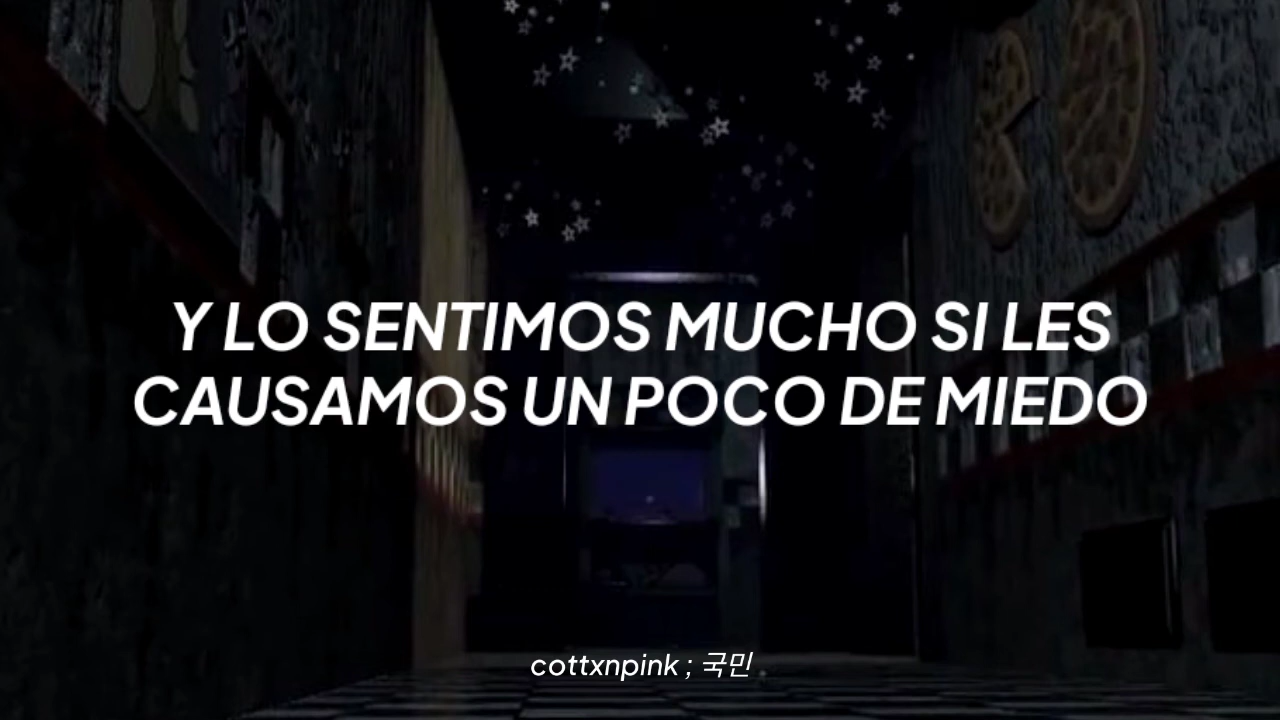 Y LO SENTIMOS MUCHO SI LES
CAUSAMOS UN POCO DE MIEDO
cottxnpink ; 국민